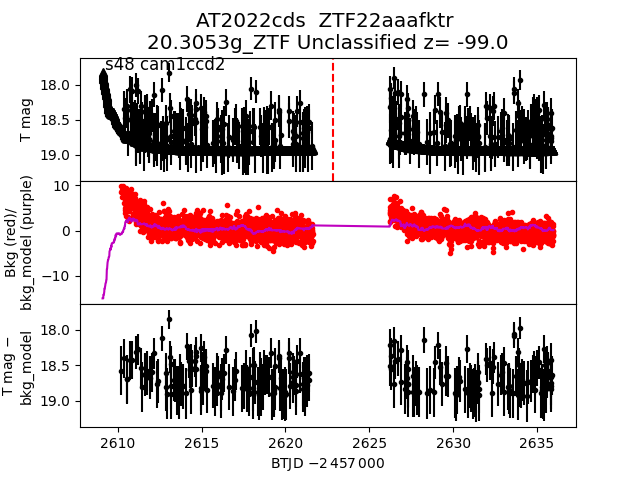 AT2022cds  ZTF22aaafktr
20.3053g_ZTF Unclassified z= -99.0
s48 cam1ccd2
18.0
18.5
19.0
T mag
10
0
−10
Bkg (red)/
bkg_model (purple)
18.0
18.5
19.0
T mag −
bkg_model
2610
2615
2620
2625
2630
2635
BTJD −2 457 000